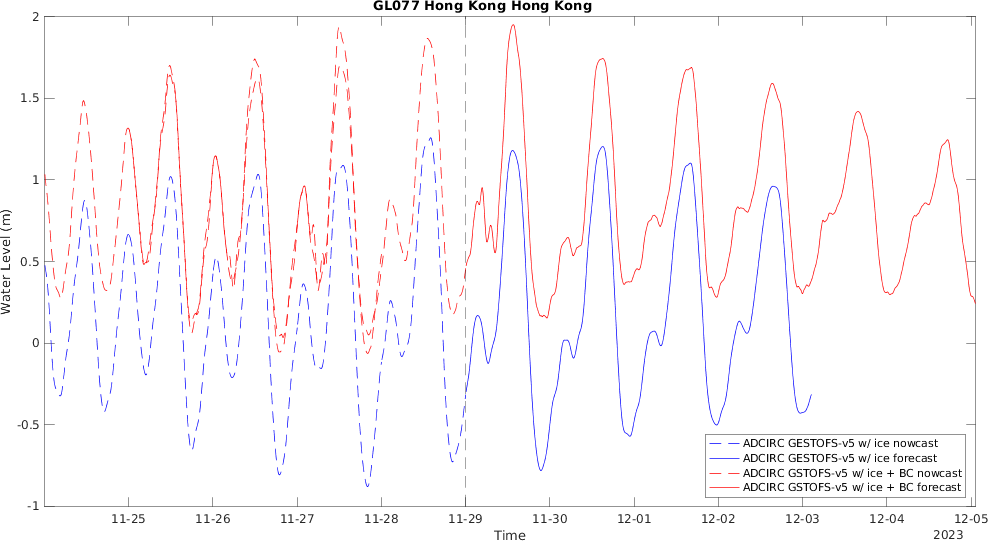 GL077 Hong Kong Hong Kong
Water Level (m)
2
1.5
1
0.5
0
-0.5
-1
11-25
11-26
11-27
11-28
11-29
11-30
12-01
12-02
12-03
12-04
12-05
Time
2023
ADCIRC GESTOFS-v5 w/ ice nowcast
ADCIRC GESTOFS-v5 w/ ice forecast
ADCIRC GSTOFS-v5 w/ ice + BC nowcast
ADCIRC GSTOFS-v5 w/ ice + BC forecast